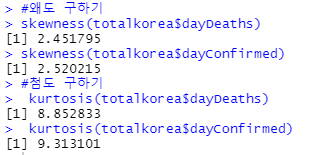 > #왜도 구하기
> skewness(totalkorea$dayDeaths)
[1] 2.451795
> skewness(totalkorea$dayConfirmed)
[1] 2.520215
> #첨도 구하기
>  kurtosis(totalkorea$dayDeaths)
[1] 8.852833
>  kurtosis(totalkorea$dayConfirmed)
[1] 9.313101